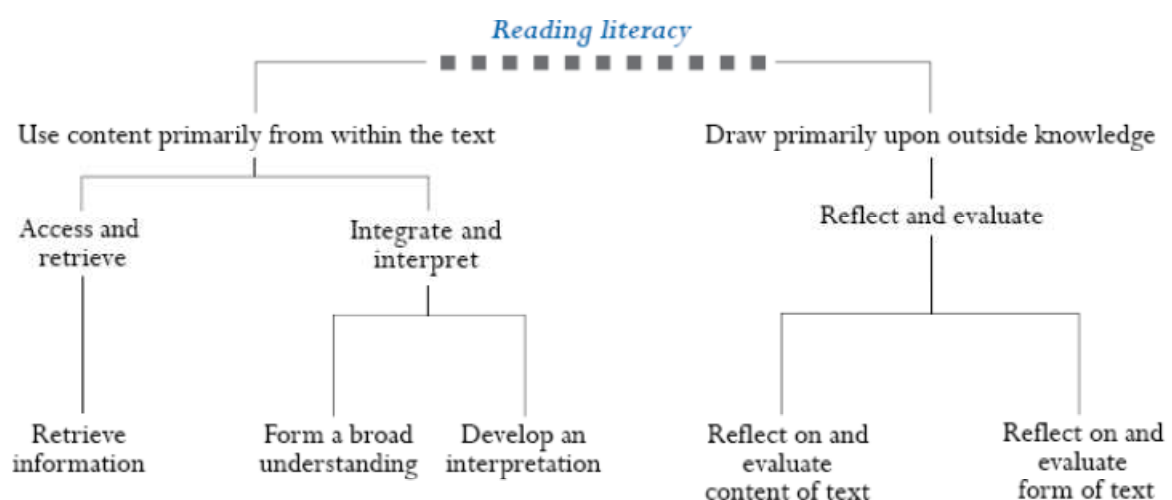 Reading literacy
Use content primarily from within the text
Draw primarily upon outside knowledge
Access and
retrieve
Integrate and
interpret
Reflect and evaluate
Retrieve
information
Form a broad
understanding
Develop an
interpretation
Reflect on and
evaluate
content of text
Reflect on and
evaluate
form of text